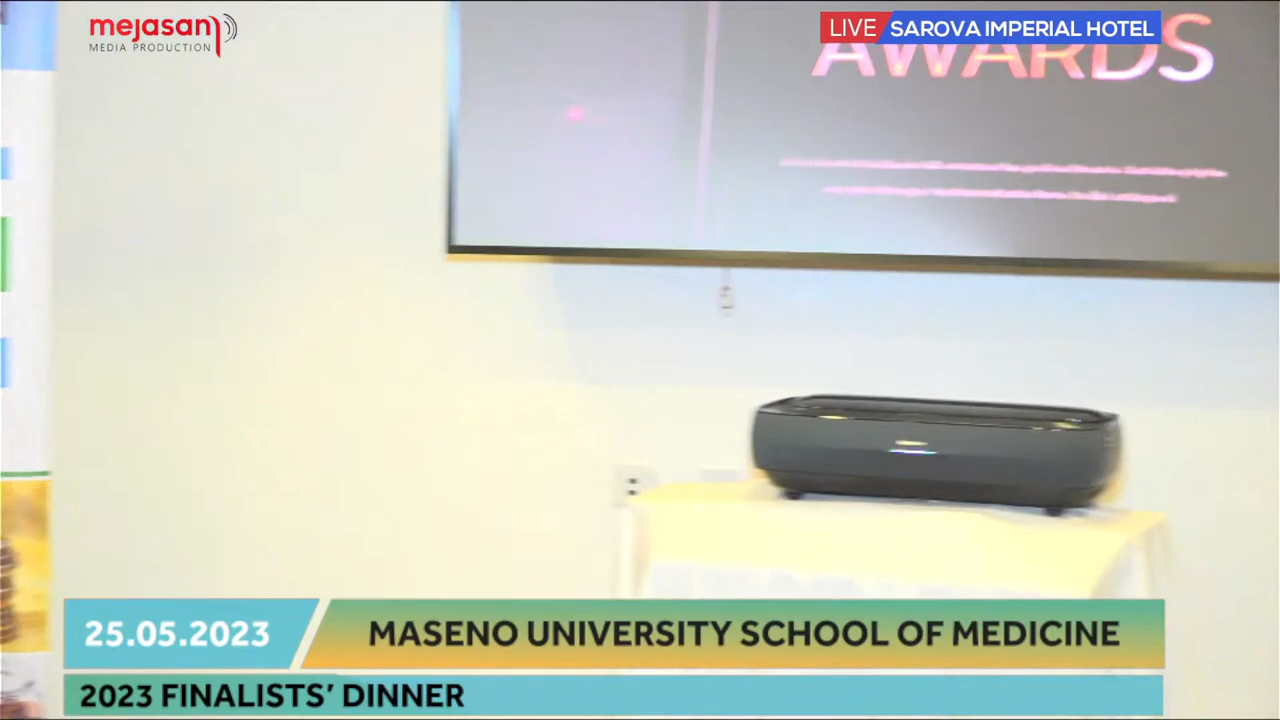 mejasan
MEDIA PRODUCTION
LIVE SAROVA IMPERIAL HOTEL
AWARDS
25.05.2023
MASENO UNIVERSITY SCHOOL OF MEDICINE
2023 FINALISTS' DINNER